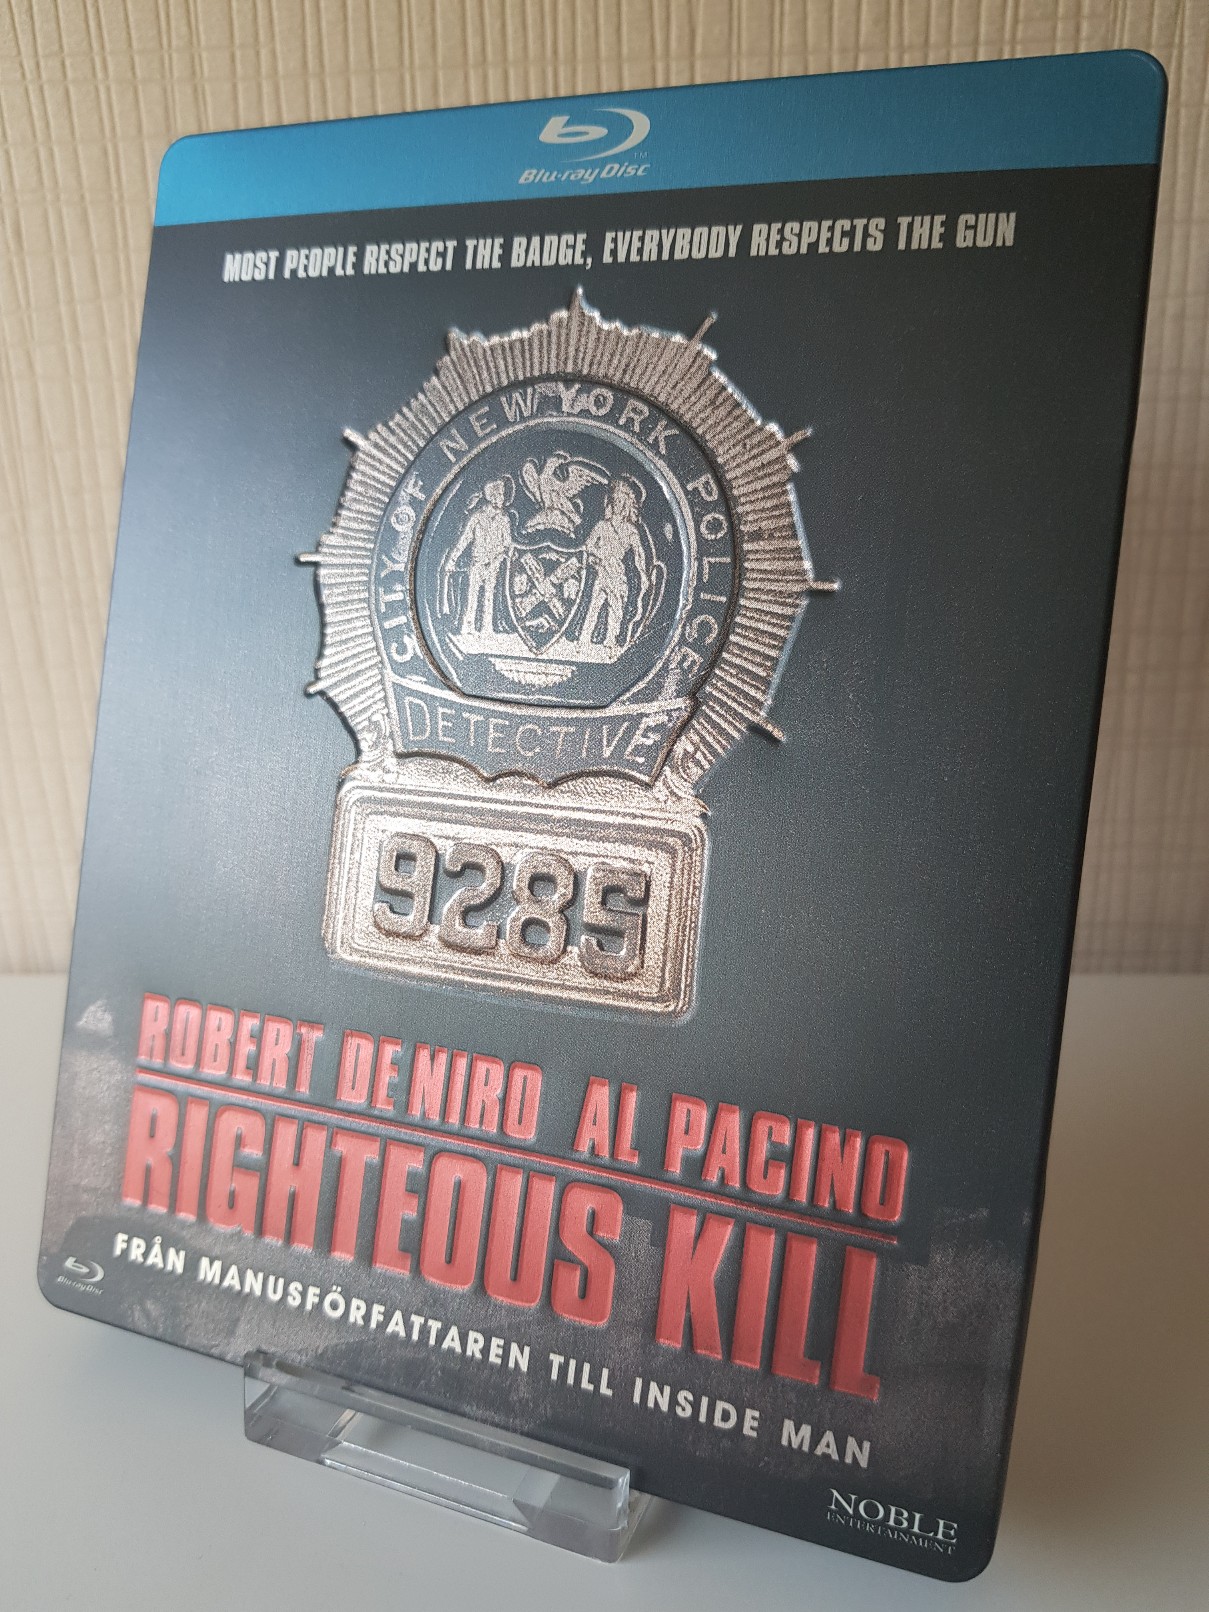 Blu-ray Disc
TM
MOST PEOPLE RESPECT THE BADGE, EVERYBODY RESPECTS THE GUN
CITY OF NEW YORK POLICE
DETECTIVE
9285
ROBERT DE NIRO AL PACINO
RIGHTEOUS KILL
FRÅN MANUSFÖRFATTAREN TILL INSIDE MAN
Blu-ray Disc
NOBLE
ENTERTAINMENT